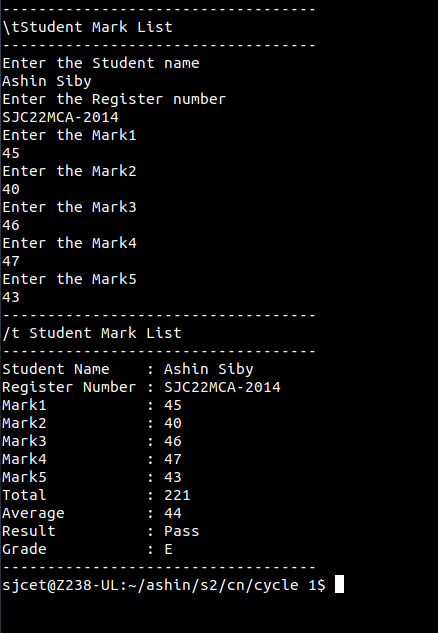 -----------------------------------
\tStudent Mark List
-----------------------------------
Enter the Student name
Ashin Siby
Enter the Register number
SJC22MCA-2014
Enter the Mark1
45
Enter the Mark2
40
Enter the Mark3
46
Enter the Mark4
47
Enter the Mark5
43
-----------------------------------
/t Student Mark List
-----------------------------------
Student Name    : Ashin Siby
Register Number : SJC22MCA-2014
Mark1           : 45
Mark2           : 40
Mark3           : 46
Mark4           : 47
Mark5           : 43
Total           : 221
Average         : 44
Result          : Pass
Grade           : E
-----------------------------------
sjcet@Z238-UL:~/ashin/s2/cn/cycle 1$